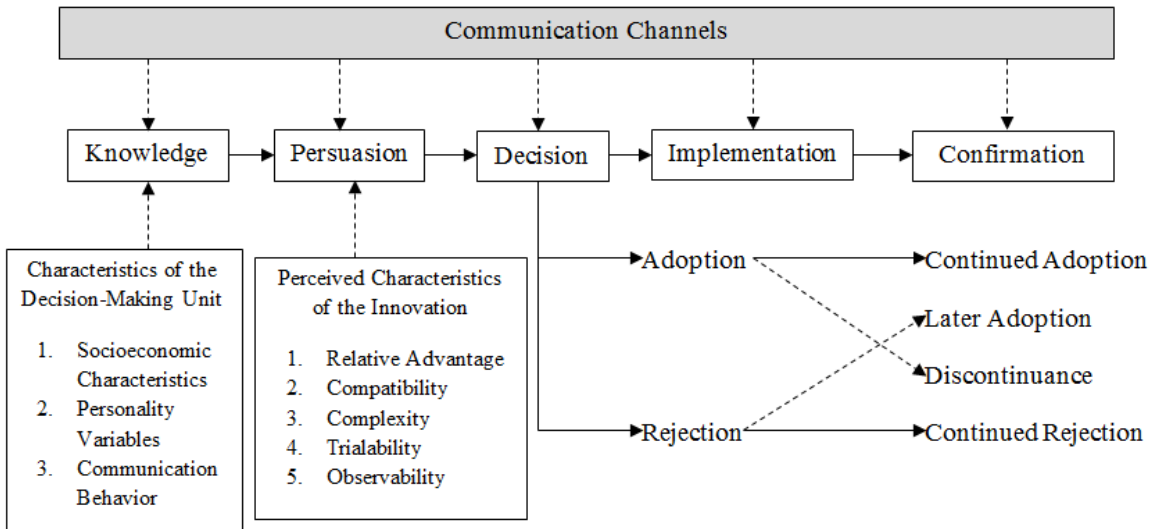 Communication Channels
Knowledge
Persuasion
Decision
Implementation
Confirmation
Characteristics of the
Decision-Making Unit
1. Socioeconomic
Characteristics
2. Personality
Variables
3. Communication
Behavior
Perceived Characteristics
of the Innovation
1. Relative Advantage
2. Compatibility
3. Complexity
4. Trialability
5. Observability
Adoption
Rejection
Continued Adoption
Later Adoption
Discontinuance
Continued Rejection